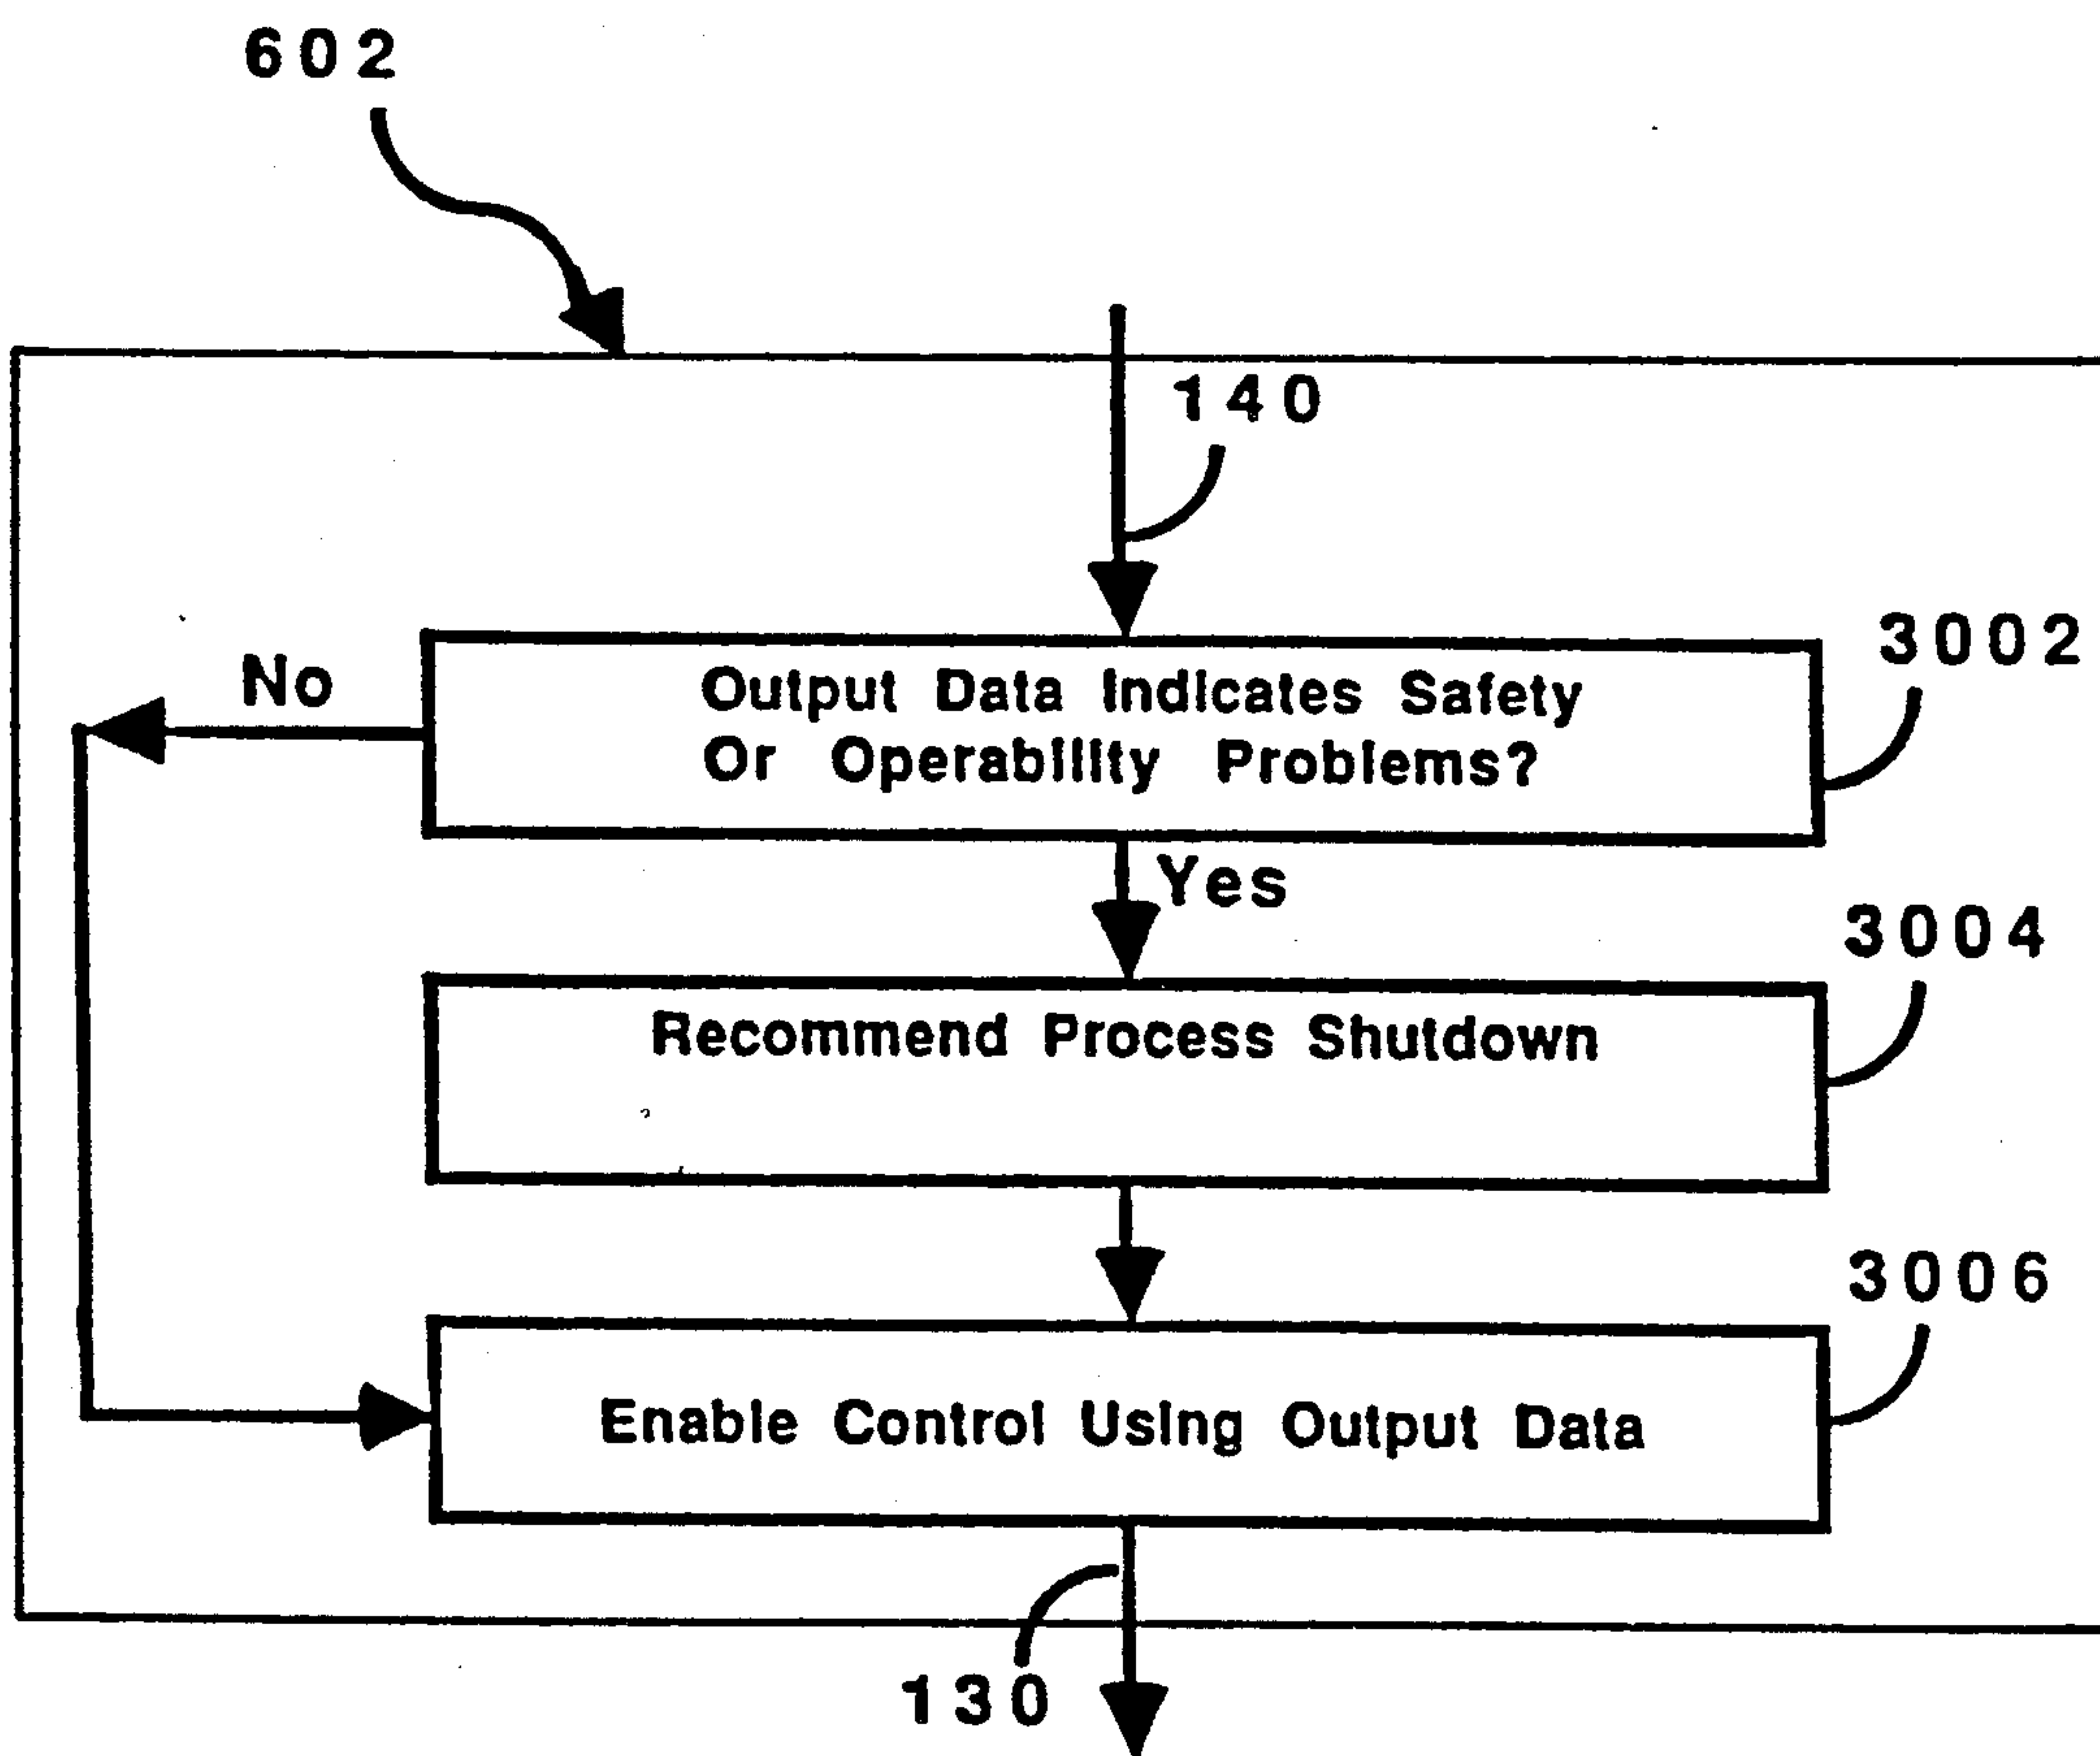 602
140
3002
No
Output Data Indicates Safety
Or Operability Problems?
Yes
3004
Recommend Process Shutdown
3006
Enable Control Using Output Data
130